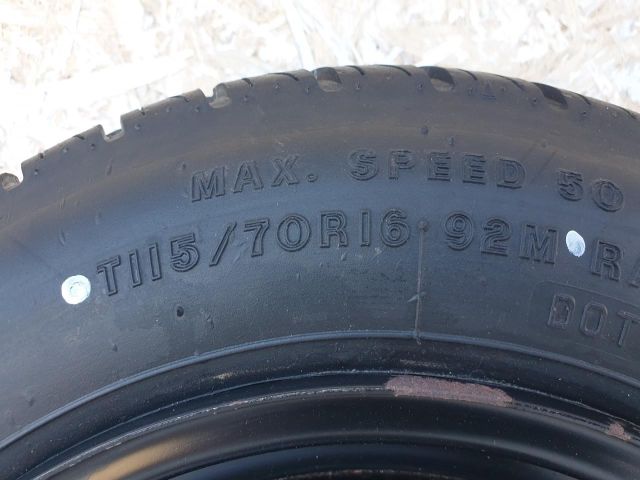 MAX. SPEED 50
T115/70R16 92M
DOT